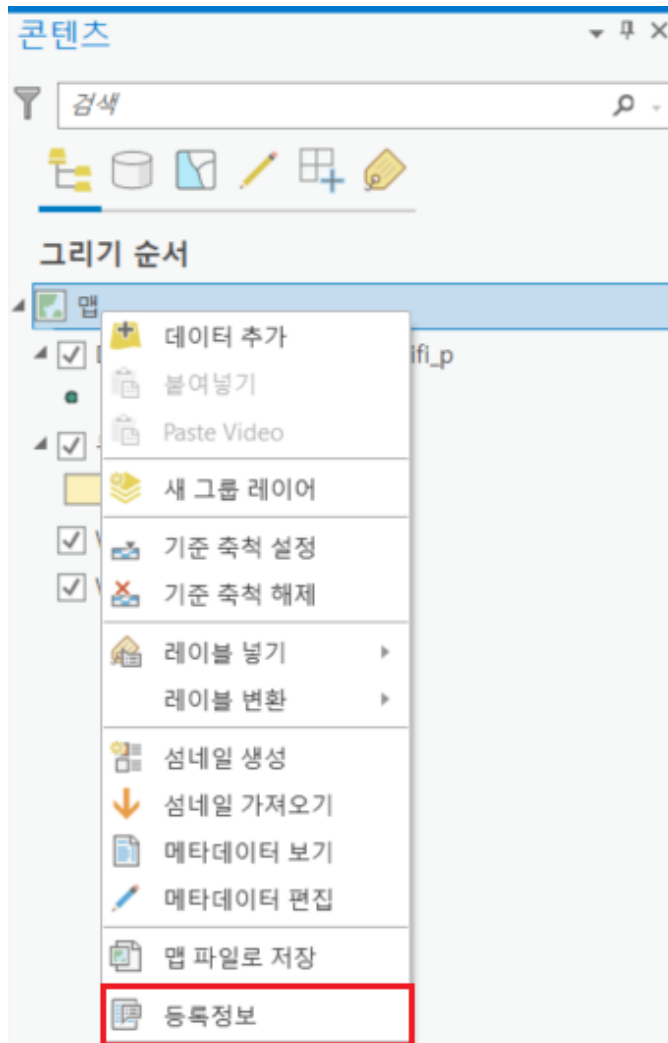 콘텐츠
검색
그리기 순서
맵
데이터 추가
ifi_p
붙여넣기
Paste Video
새 그룹 레이어
기준 축척 설정
기준 축척 해제
레이블 넣기
레이블 변환
섬네일 생성
섬네일 가져오기
메타데이터 보기
메타데이터 편집
맵 파일로 저장
등록정보